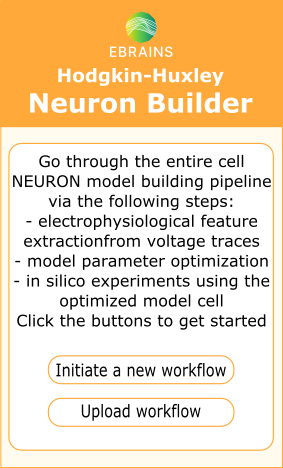 EBRAINS
Hodgkin-Huxley
Neuron Builder
Go through the entire cell
NEURON model building pipeline
via the following steps:
- electrophysiological feature
extractionfrom voltage traces
- model parameter optimization
- in silico experiments using the
optimized model cell
Click the buttons to get started
Initiate a new workflow
Upload workflow